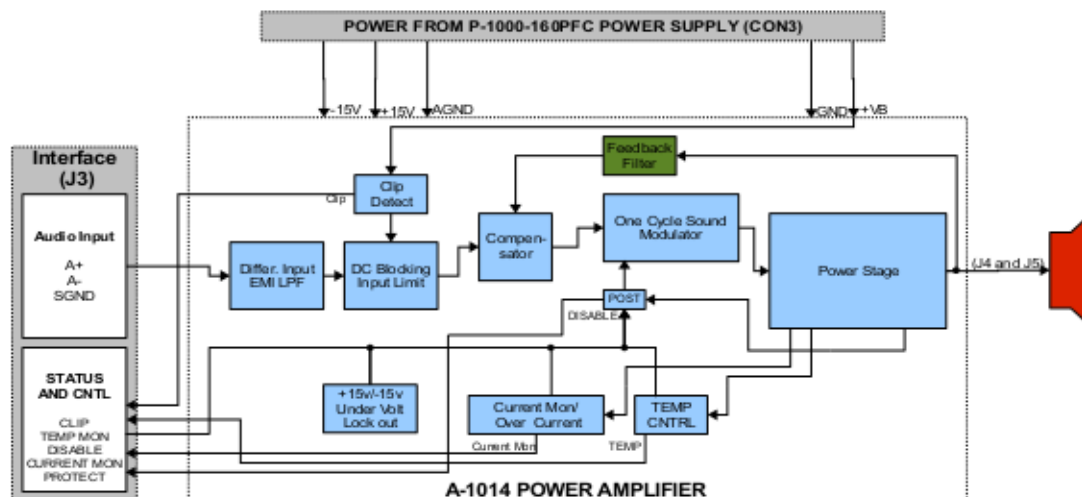 POWER FROM P-1000-160PFC POWER SUPPLY (CON3)
-15V
+15V
AGND
GND
+VB
Interface
(J3)
Audio Input
A+
A-
SGND
STATUS
AND CNTL
CLIP
TEMP MON
DISABLE
CURRENT MON
PROTECT
Clip
Clip
Detect
Feedback
Filter
Differ. Input
EMI LPF
DC Blocking
Input Limit
Compen-
sator
One Cycle Sound
Modulator
Power Stage
(J4 and J5)
POST
DISABLE
+15v/-15v
Under Volt
Lock out
Current Mon/
Over Current
TEMP
CNTRL
Current Mon
TEMP
A-1014 POWER AMPLIFIER